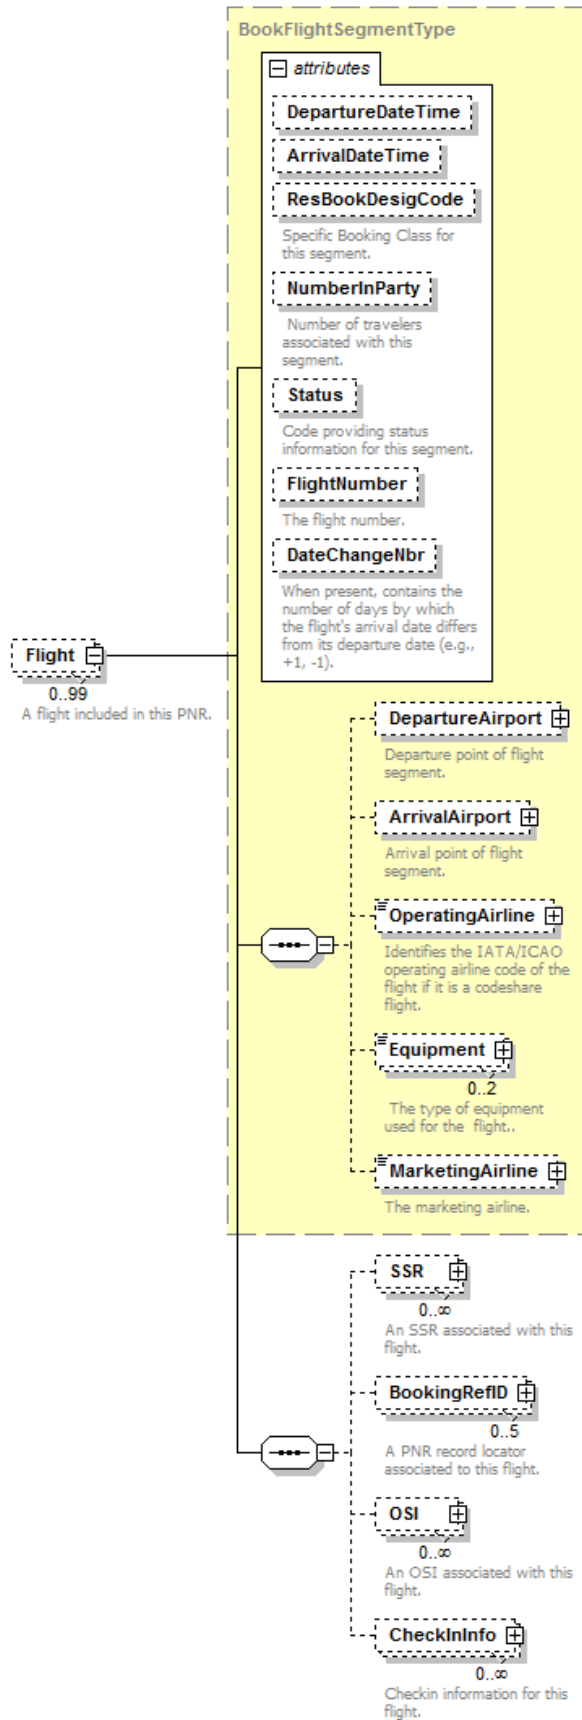 BookFlightSegmentType
attributes
DepartureDateTime
ArrivalDateTime
ResBookDesigCode
Specific Booking Class for
this segment.
NumberInParty
Number of travelers
associated with this
segment.
Status
Code providing status
information for this segment.
FlightNumber
The flight number.
DateChangeNbr
When present, contains the
number of days by which
the flight's arrival date differs
from its departure date (e.g.,
+1, -1).
Flight
0..99
A flight included in this PNR.
DepartureAirport
Departure point of flight
segment.
ArrivalAirport
Arrival point of flight
segment.
OperatingAirline
Identifies the IATA/ICAO
operating airline code of the
flight if it is a codeshare
flight.
Equipment
0..2
The type of equipment
used for the flight..
MarketingAirline
The marketing airline.
SSR
0..∞
An SSR associated with this
flight.
BookingRefID
0..5
A PNR record locator
associated to this flight.
OSI
0..∞
An OSI associated with this
flight.
CheckInInfo
0..∞
Checkin information for this
flight.